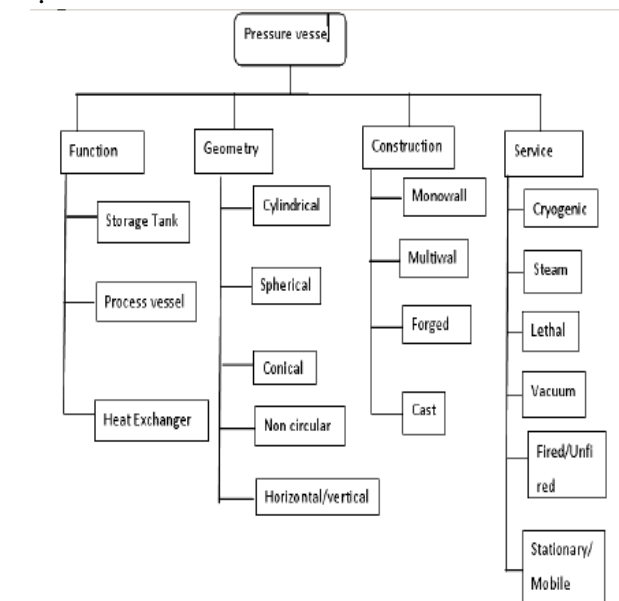 Pressure vesse
Function
Geometry
Construction
Service
Storage Tank
Process vessel
Heat Exchanger
Cylindrical
Spherical
Conical
Non circular
Horizontal/vertical
Monowall
Multiwal
Forged
Cast
Cryogenic
Steam
Lethal
Vacuum
Fired/Unfi
red
Stationary/
Mobile